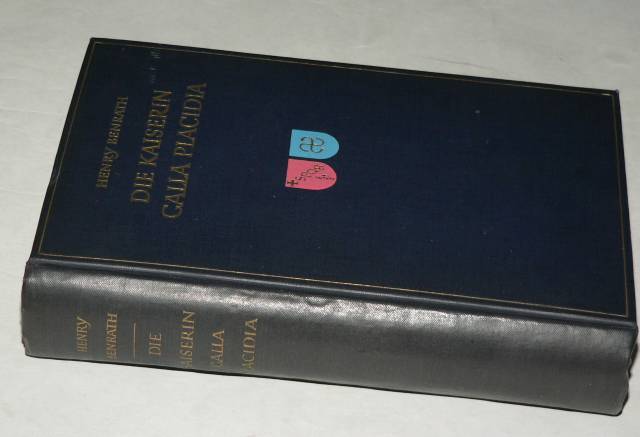 HENRY BENRATH
DIE KAISERIN
GALLA PLACIDIA
HENRY
BENRATH
DIE
KAISERIN
GALLA
PLACIDIA